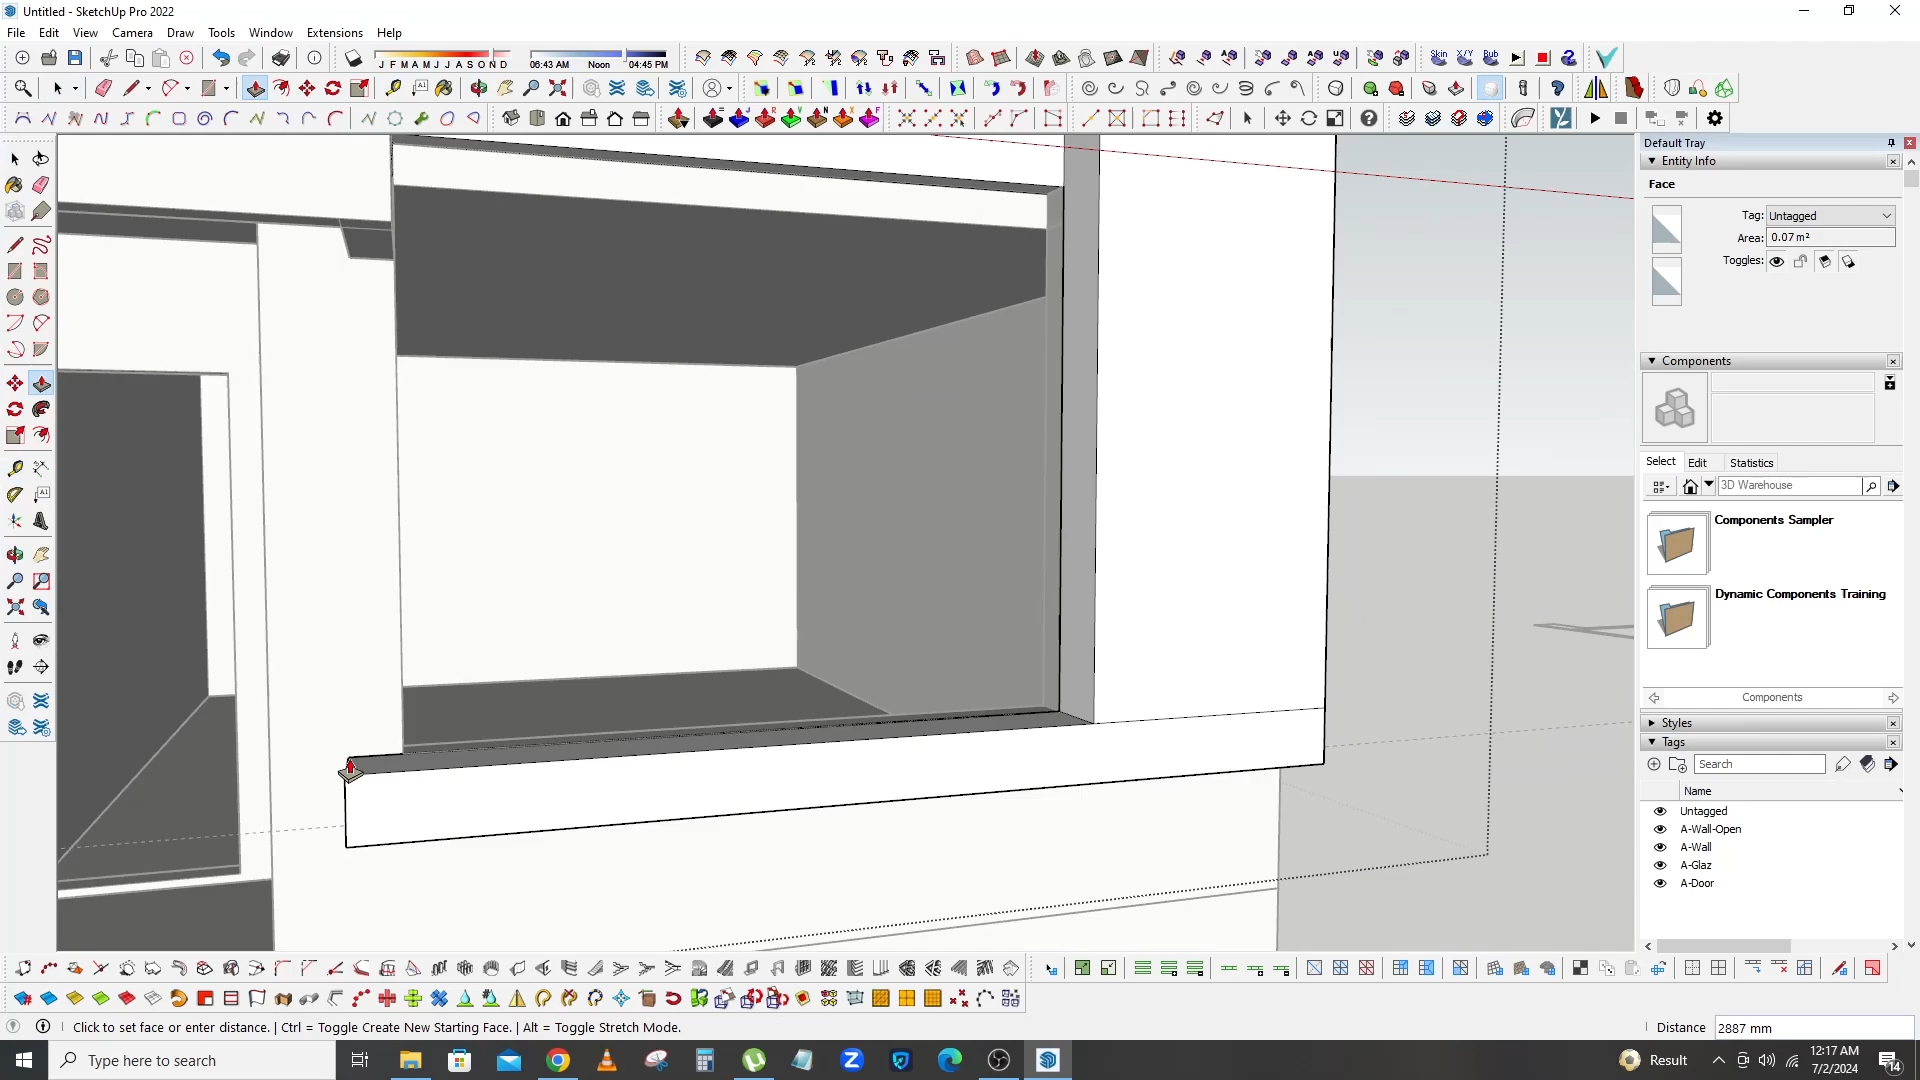 Untitled - SketchUp Pro 2022
File Edit View Camera Draw Tools Window Extensions Help
J F M A M J J A S O N D
06:43 AM Noon 04:45 PM
Skin X/Y Bub
Default Tray
Entity Info
Face
Tag: Untagged
Area: 0.07 m²
Toggles:
Components
Select Edit Statistics
3D Warehouse
Components Sampler
Dynamic Components Training
Components
Styles
Tags
Search
Name
Untagged
A-Wall-Open
A-Wall
A-Glaz
A-Door
Click to set face or enter distance. | Ctrl = Toggle Create New Starting Face. | Alt = Toggle Stretch Mode.
Distance 2887 mm
Type here to search
Result
12:17 AM
7/2/2024
14